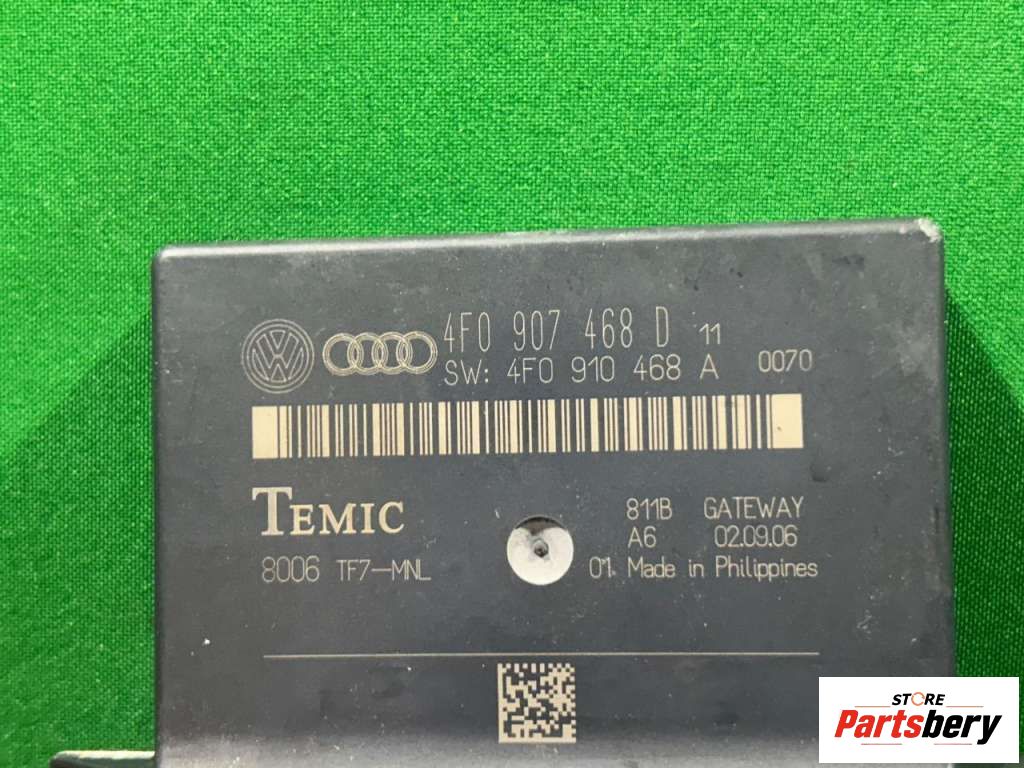 4F0 907 468 D 11
SW: 4F0 910 468 A 0070
TEMIC
811B GATEWAY
A6 02.09.06
8006 TF7-MNL
01. Made in Philippines
STORE
Partsbery